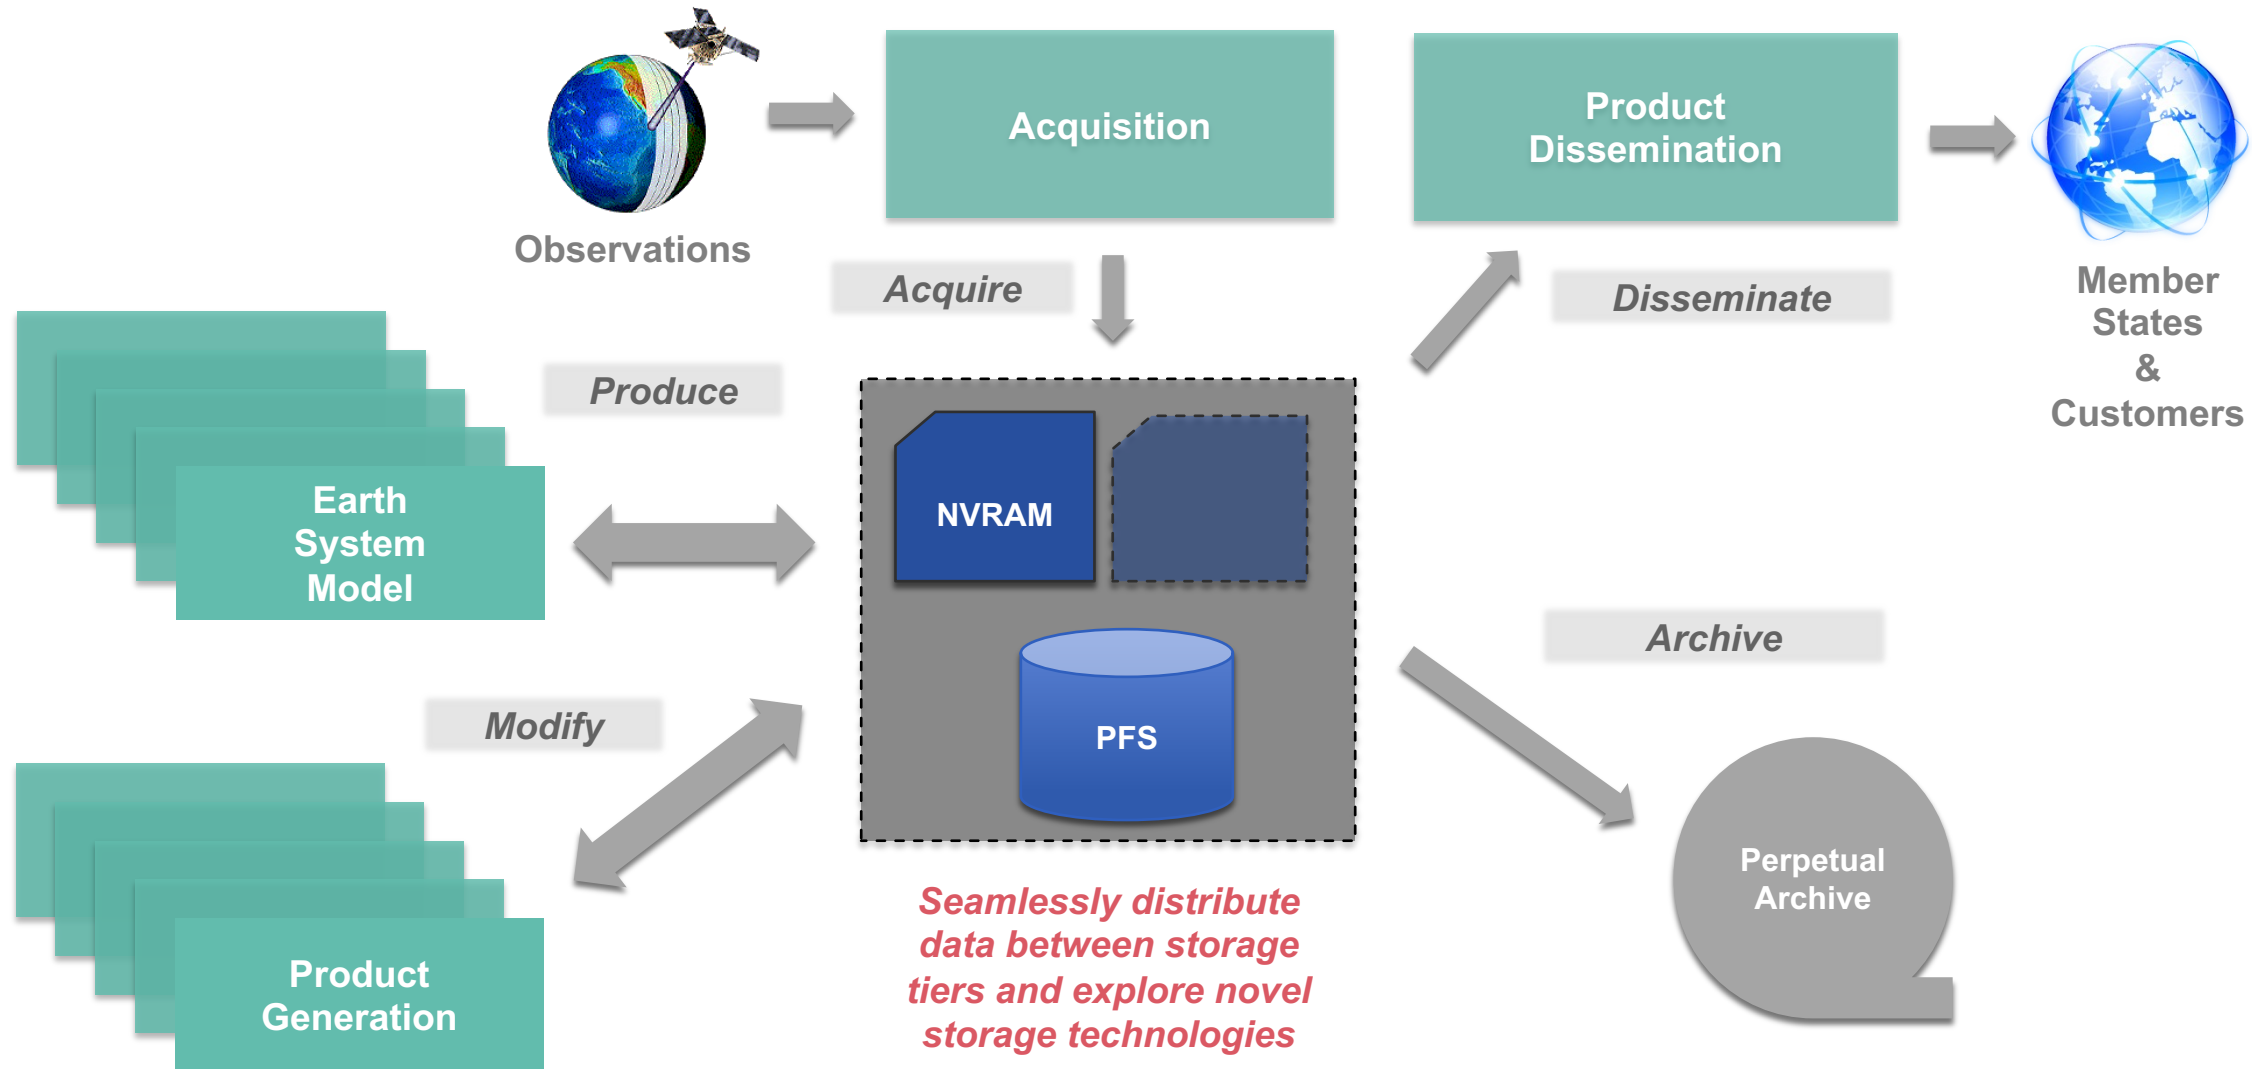 Acquisition
Product
Dissemination
Observations
Acquire
Disseminate
Member
States
&
Customers
Produce
Earth
System
Model
NVRAM
Archive
Modify
PFS
Perpetual
Archive
Seamlessly distribute
data between storage
tiers and explore novel
storage technologies
Product
Generation